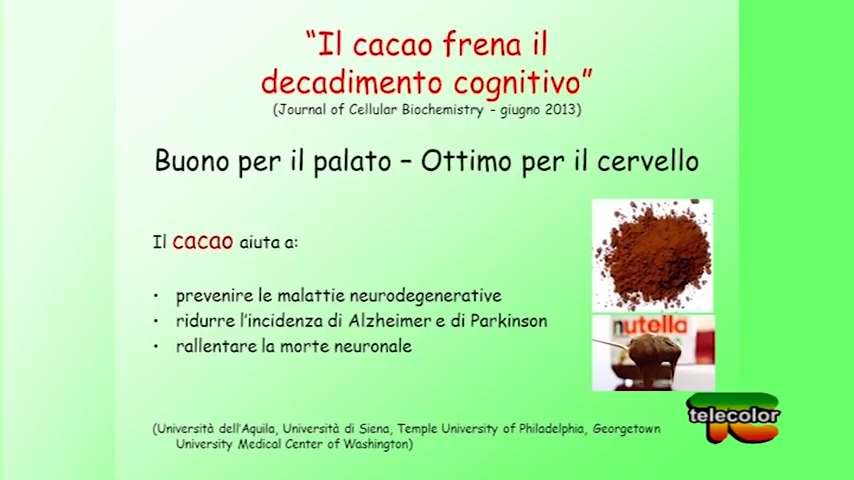 “Il cacao frena il
decadimento cognitivo”
(Journal of Cellular Biochemistry – giugno 2013)
Buono per il palato – Ottimo per il cervello
Il cacao aiuta a:
• prevenire le malattie neurodegenerative
• ridurre l’incidenza di Alzheimer e di Parkinson
• rallentare la morte neuronale
nutella
telecolor
(Università dell’Aquila, Università di Siena, Temple University of Philadelphia, Georgetown
University Medical Center of Washington)